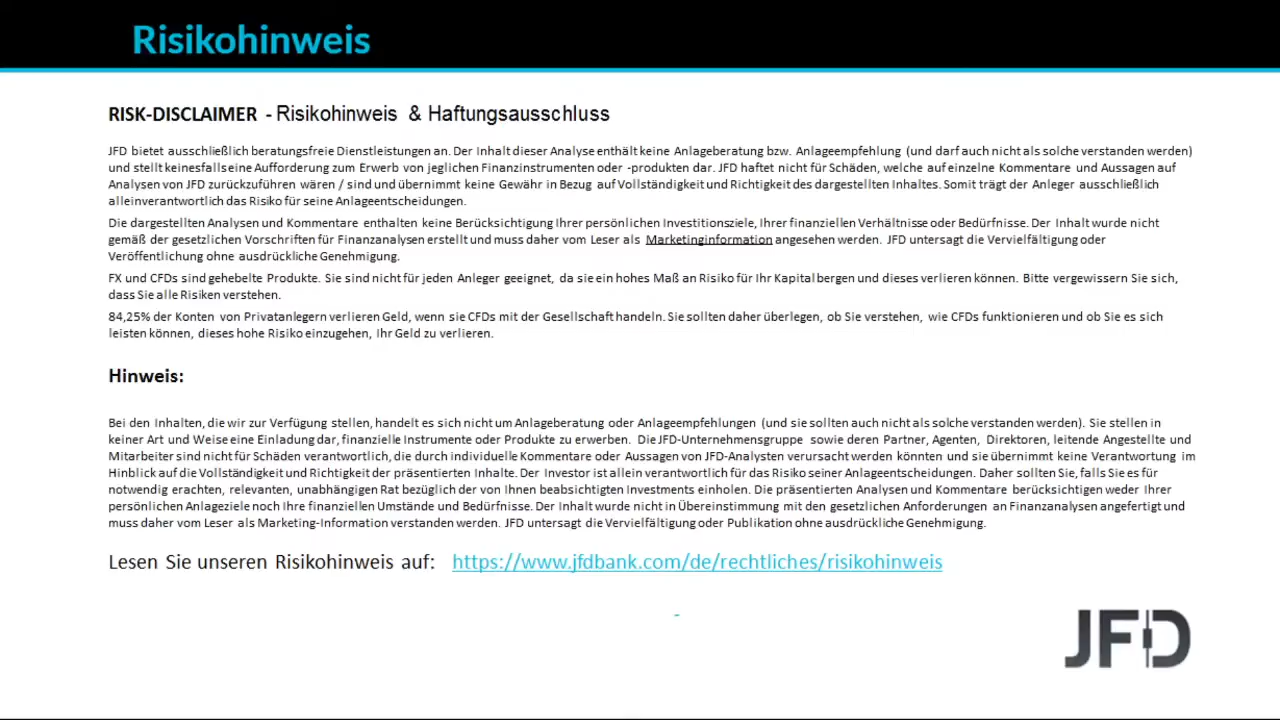 Risikohinweis
RISK-DISCLAIMER - Risikohinweis & Haftungsausschluss
JFD bietet ausschließlich beratungsfreie Dienstleistungen an. Der Inhalt dieser Analyse enthält keine Anlageberatung bzw. Anlageempfehlung (und darf auch nicht als solche verstanden werden)
und stellt keinesfalls eine Aufforderung zum Erwerb von jeglichen Finanzinstrumenten oder -produkten dar. JFD haftet nicht für Schäden, welche auf einzelne Kommentare und Aussagen auf
Analysen von JFD zurückzuführen wären / sind und übernimmt keine Gewähr in Bezug auf Vollständigkeit und Richtigkeit des dargestellten Inhaltes. Somit trägt der Anleger ausschließlich
alleinverantwortlich das Risiko für seine Anlageentscheidungen.
Die dargestellten Analysen und Kommentare enthalten keine Berücksichtigung Ihrer persönlichen Investitionsziele, Ihrer finanziellen Verhältnisse oder Bedürfnisse. Der Inhalt wurde nicht
gemäß der gesetzlichen Vorschriften für Finanzanalysen erstellt und muss daher vom Leser als Marketinginformation angesehen werden. JFD untersagt die Vervielfältigung oder
Veröffentlichung ohne ausdrückliche Genehmigung.
FX und CFDs sind gehebelte Produkte. Sie sind nicht für jeden Anleger geeignet, da sie ein hohes Maß an Risiko für Ihr Kapital bergen und dieses verlieren können. Bitte vergewissern Sie sich,
dass Sie alle Risiken verstehen.
84,25% der Konten von Privatanlegern verlieren Geld, wenn sie CFDs mit der Gesellschaft handeln. Sie sollten daher überlegen, ob Sie verstehen, wie CFDs funktionieren und ob Sie es sich
leisten können, dieses hohe Risiko einzugehen, Ihr Geld zu verlieren.
Hinweis:
Bei den Inhalten, die wir zur Verfügung stellen, handelt es sich nicht um Anlageberatung oder Anlageempfehlungen (und sie sollten auch nicht als solche verstanden werden). Sie stellen in
keiner Art und Weise eine Einladung dar, finanzielle Instrumente oder Produkte zu erwerben. Die JFD-Unternehmensgruppe sowie deren Partner, Agenten, Direktoren, leitende Angestellte und
Mitarbeiter sind nicht für Schäden verantwortlich, die durch individuelle Kommentare oder Aussagen von JFD-Analysten verursacht werden könnten und sie übernimmt keine Verantwortung im
Hinblick auf die Vollständigkeit und Richtigkeit der präsentierten Inhalte. Der Investor ist allein verantwortlich für das Risiko seiner Anlageentscheidungen. Daher sollten Sie, falls Sie es für
notwendig erachten, relevanten, unabhängigen Rat bezüglich der von Ihnen beabsichtigten Investments einholen. Die präsentierten Analysen und Kommentare berücksichtigen weder Ihrer
persönlichen Anlageziele noch Ihre finanziellen Umstände und Bedürfnisse. Der Inhalt wurde nicht in Übereinstimmung mit den gesetzlichen Anforderungen an Finanzanalysen angefertigt und
muss daher vom Leser als Marketing-Information verstanden werden. JFD untersagt die Vervielfältigung oder Publikation ohne ausdrückliche Genehmigung.
Lesen Sie unseren Risikohinweis auf: https://www.jfdbank.com/de/rechtliches/risikohinweis
-
JFD